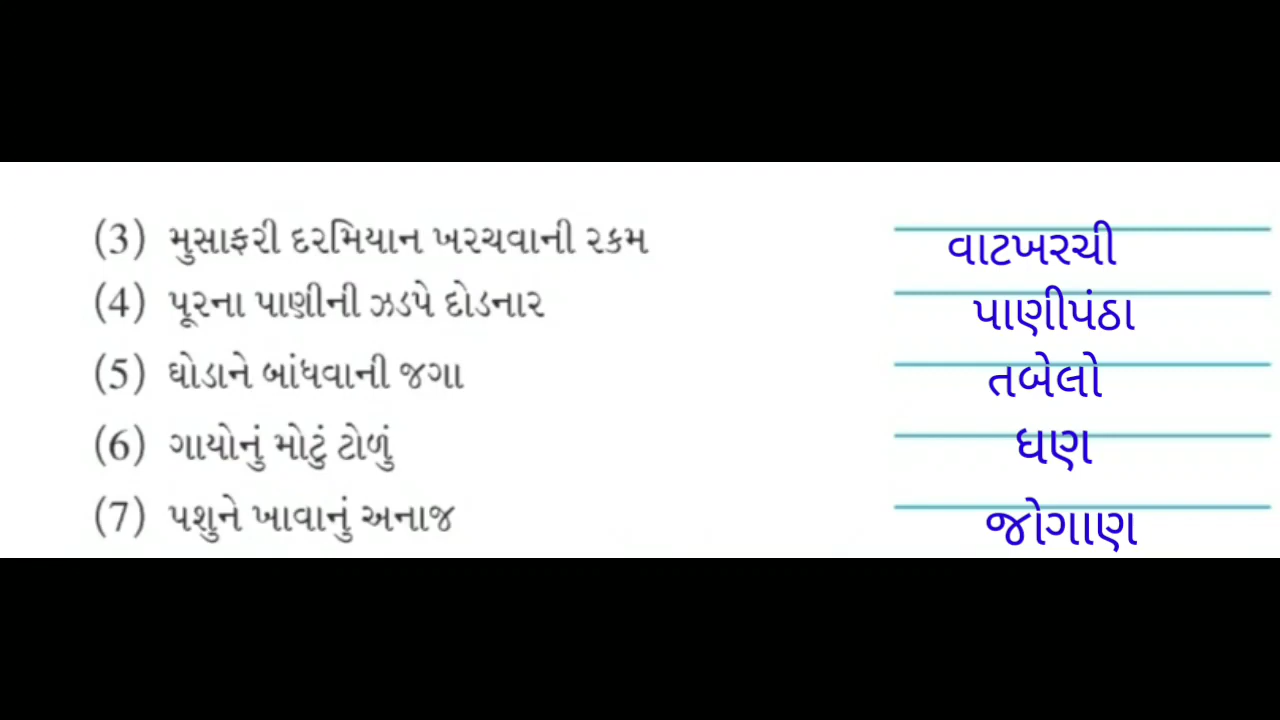 (3) મુસાફરી દરમિયાન ખરચવાની રકમ વાટખરચી
(4) પૂરના પાણીની ઝડપે દોડનાર પાણીપંઠા
(5) ઘોડાને બાંધવાની જગા તબેલો
(6) ગાયોનું મોટું ટોળું ધણ
(7) પશુને ખાવાનું અનાજ જોગાણ